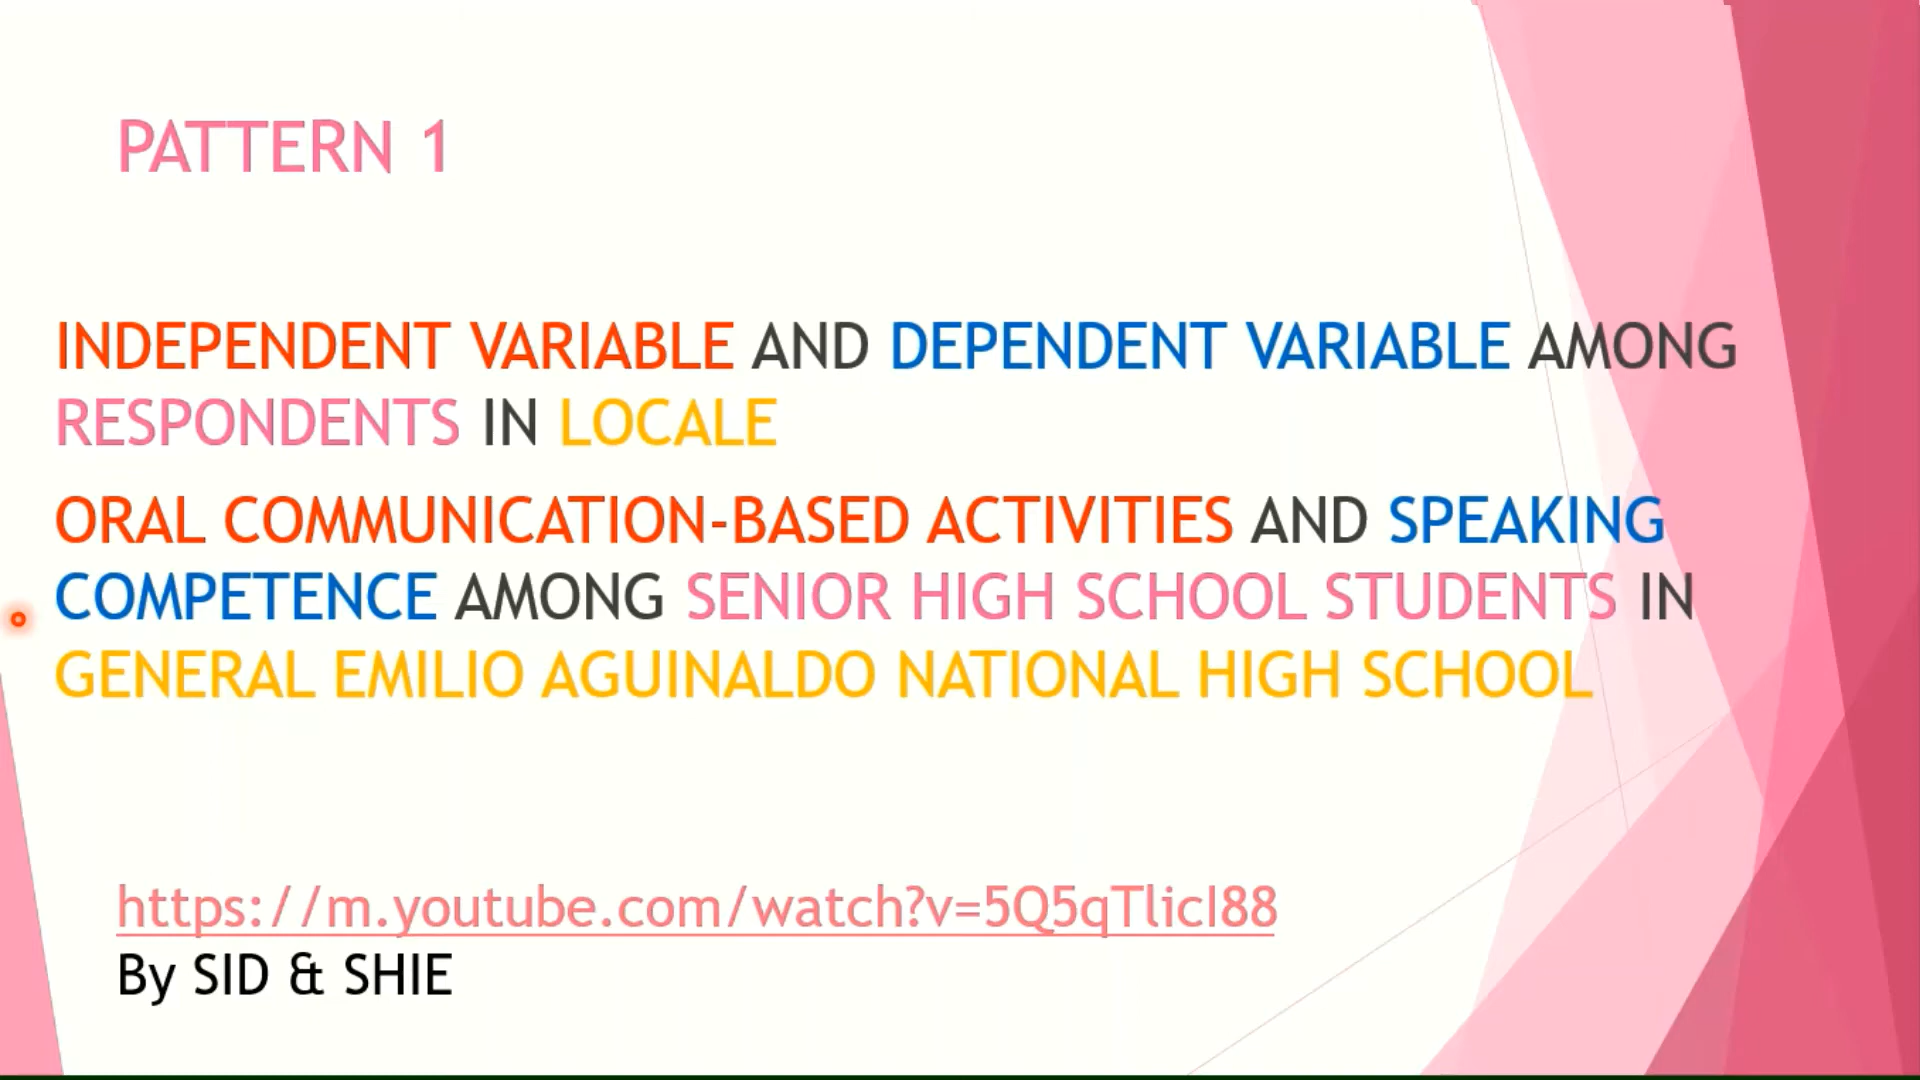 PATTERN 1
INDEPENDENT VARIABLE AND DEPENDENT VARIABLE AMONG
RESPONDENTS IN LOCALE
ORAL COMMUNICATION-BASED ACTIVITIES AND SPEAKING
COMPETENCE AMONG SENIOR HIGH SCHOOL STUDENTS IN
GENERAL EMILIO AGUINALDO NATIONAL HIGH SCHOOL
https://m.youtube.com/watch?v=5Q5qTlicI88
By SID & SHIE